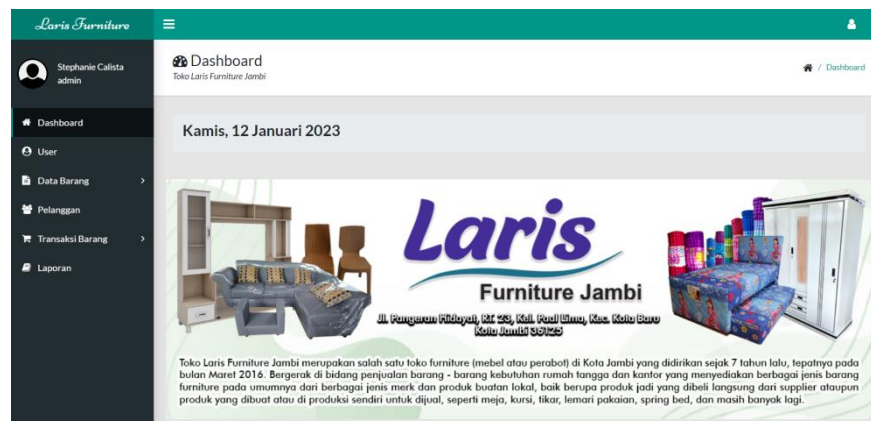 Laris Furniture
Stephanie Calista
admin
Dashboard
User
Data Barang
Pelanggan
Transaksi Barang
Laporan
Dashboard
Toko Laris Furniture Jambi
/ Dashboard
Kamis, 12 Januari 2023
Laris
Furniture Jambi
Jl. Pangeran Hidayat, RT. 23, Kel. Paal Lima, Kec. Kota Baru
Kota Jambi 36125
Toko Laris Furniture Jambi merupakan salah satu toko furniture (mebel atau perabot) di Kota Jambi yang didirikan sejak 7 tahun lalu, tepatnya pada
bulan Maret 2016. Bergerak di bidang penjualan barang - barang kebutuhan rumah tangga dan kantor yang menyediakan berbagai jenis barang
furniture pada umumnya dari berbagai jenis merk dan produk buatan lokal, baik berupa produk jadi yang dibeli langsung dari supplier ataupun
produk yang dibuat atau di produksi sendiri untuk dijual, seperti meja, kursi, tikar, lemari pakaian, spring bed, dan masih banyak lagi.